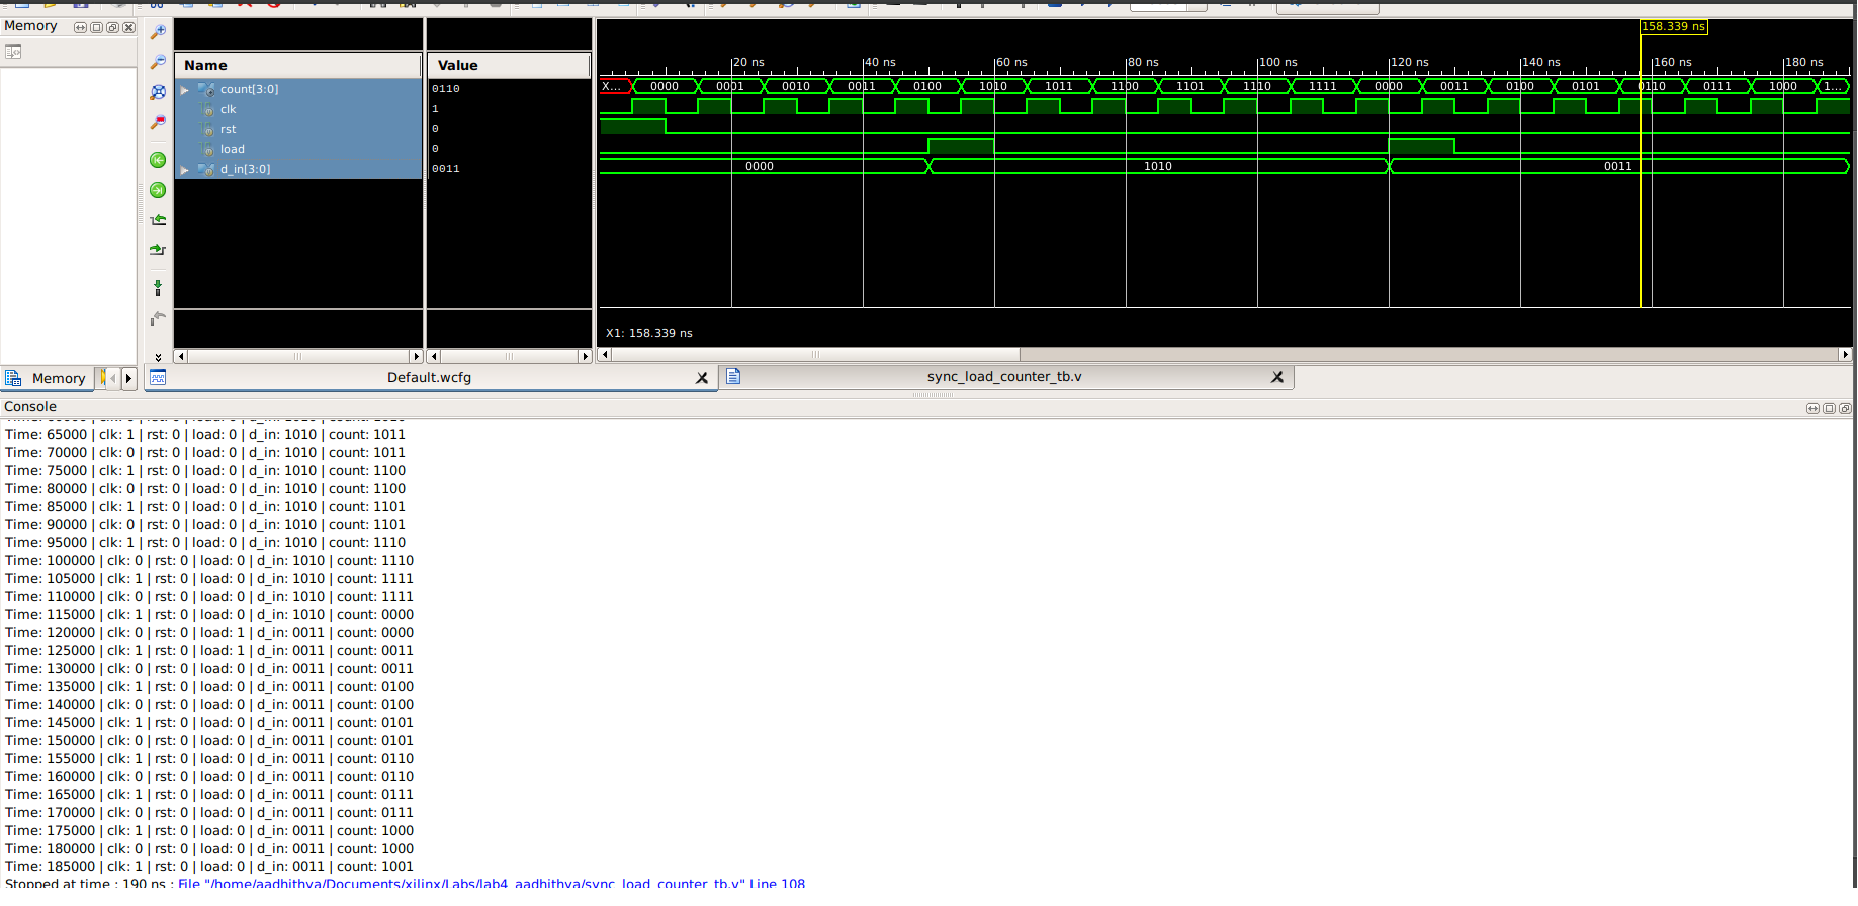 Memory
158.339 ns
Name
Value
20 ns 40 ns 60 ns 80 ns 100 ns 120 ns 140 ns 160 ns 180 ns
count[3:0] 0110 X... 0000 0001 0010 0011 0100 1010 1011 1100 1101 1110 1111 0000 0011 0100 0101 0110 0111 1000 1...
clk 1
rst 0
load 0
d_in[3:0] 0011 0000 1010 0011
X1: 158.339 ns
Memory
Default.wcfg
sync_load_counter_tb.v
Console
Time: 65000 | clk: 1 | rst: 0 | load: 0 | d_in: 1010 | count: 1011
Time: 70000 | clk: 0 | rst: 0 | load: 0 | d_in: 1010 | count: 1011
Time: 75000 | clk: 1 | rst: 0 | load: 0 | d_in: 1010 | count: 1100
Time: 80000 | clk: 0 | rst: 0 | load: 0 | d_in: 1010 | count: 1100
Time: 85000 | clk: 1 | rst: 0 | load: 0 | d_in: 1010 | count: 1101
Time: 90000 | clk: 0 | rst: 0 | load: 0 | d_in: 1010 | count: 1101
Time: 95000 | clk: 1 | rst: 0 | load: 0 | d_in: 1010 | count: 1110
Time: 100000 | clk: 0 | rst: 0 | load: 0 | d_in: 1010 | count: 1110
Time: 105000 | clk: 1 | rst: 0 | load: 0 | d_in: 1010 | count: 1111
Time: 110000 | clk: 0 | rst: 0 | load: 0 | d_in: 1010 | count: 1111
Time: 115000 | clk: 1 | rst: 0 | load: 0 | d_in: 1010 | count: 0000
Time: 120000 | clk: 0 | rst: 0 | load: 1 | d_in: 0011 | count: 0000
Time: 125000 | clk: 1 | rst: 0 | load: 1 | d_in: 0011 | count: 0011
Time: 130000 | clk: 0 | rst: 0 | load: 0 | d_in: 0011 | count: 0011
Time: 135000 | clk: 1 | rst: 0 | load: 0 | d_in: 0011 | count: 0100
Time: 140000 | clk: 0 | rst: 0 | load: 0 | d_in: 0011 | count: 0100
Time: 145000 | clk: 1 | rst: 0 | load: 0 | d_in: 0011 | count: 0101
Time: 150000 | clk: 0 | rst: 0 | load: 0 | d_in: 0011 | count: 0101
Time: 155000 | clk: 1 | rst: 0 | load: 0 | d_in: 0011 | count: 0110
Time: 160000 | clk: 0 | rst: 0 | load: 0 | d_in: 0011 | count: 0110
Time: 165000 | clk: 1 | rst: 0 | load: 0 | d_in: 0011 | count: 0111
Time: 170000 | clk: 0 | rst: 0 | load: 0 | d_in: 0011 | count: 0111
Time: 175000 | clk: 1 | rst: 0 | load: 0 | d_in: 0011 | count: 1000
Time: 180000 | clk: 0 | rst: 0 | load: 0 | d_in: 0011 | count: 1000
Time: 185000 | clk: 1 | rst: 0 | load: 0 | d_in: 0011 | count: 1001
Stopped at time : 190 ns : File "/home/aadhithya/Documents/xilinx/Labs/lab4_aadhithya/sync_load_counter_tb.v" Line 108